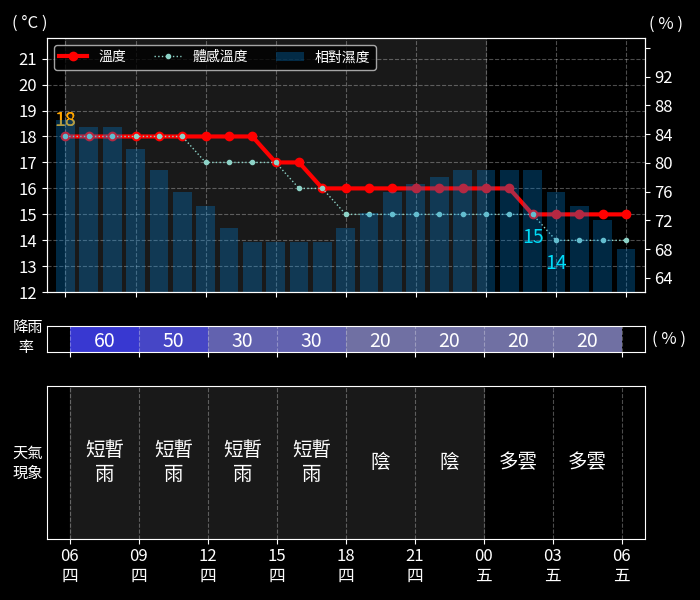 ( °C )
( % )
溫度 體感溫度 相對濕度
21
20
19
18
17
16
15
14
13
12
92
88
84
80
76
72
68
64
18
15
14
降雨率
60 50 30 30 20 20 20 20
( % )
天氣現象
短暫雨 短暫雨 短暫雨 短暫雨 陰 陰 多雲 多雲
06 09 12 15 18 21 00 03 06
四 四 四 四 四 四 五 五 五